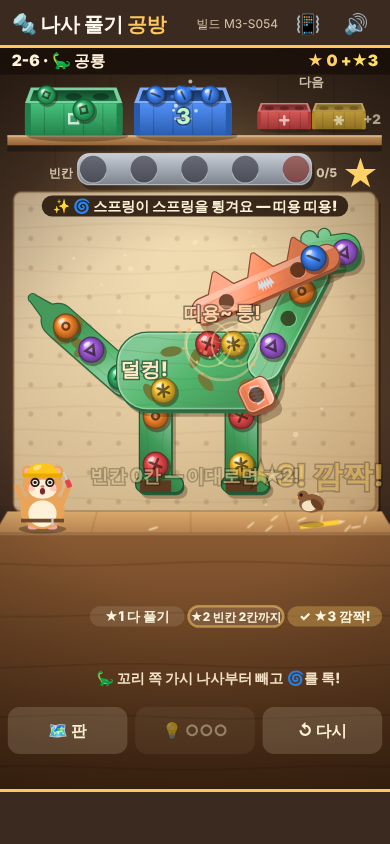 나사 풀기 공방 빌드 M3-S054
2-6 · 공룡 ★ 0 +★3
다음
3
+2
빈칸 0/5
스프링이 스프링을 튕겨요 — 띠용 띠용!
띠용~ 퉁!
덜컹!
빈칸 0칸 — 이대로면 ★2! 깜짝!
★1 다 풀기 ★2 빈칸 2칸까지 ✓ ★3 깜짝!
꼬리 쪽 가시 나사부터 빼고 를 톡!
판 다시